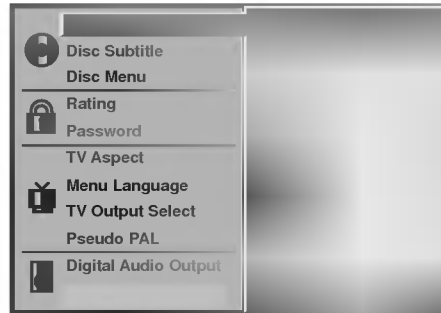 Disc Subtitle
Disc Menu
Rating
Password
TV Aspect
Menu Language
TV Output Select
Pseudo PAL
Digital Audio Output